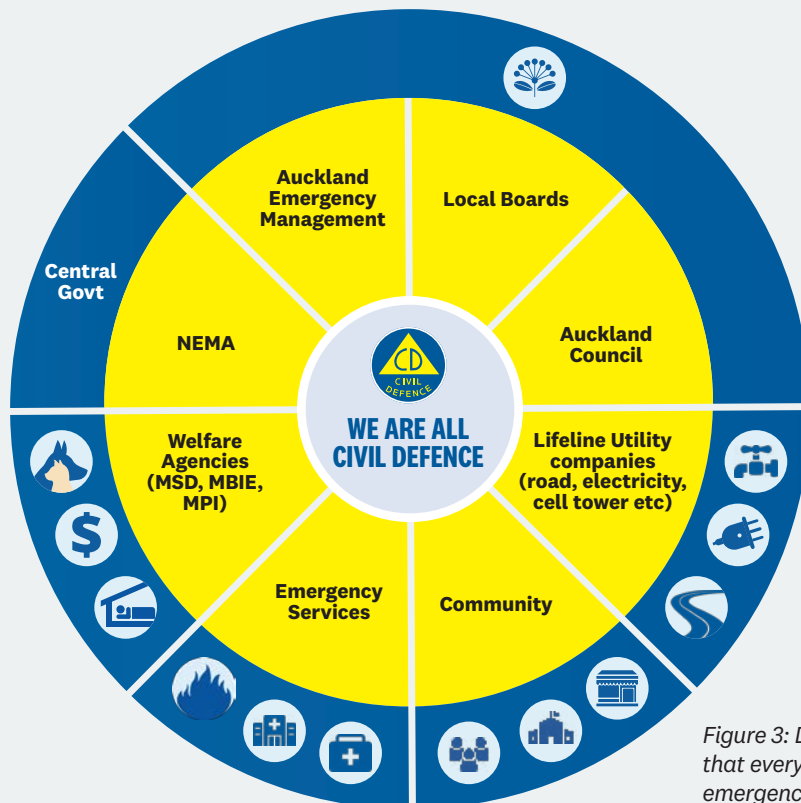 Auckland
Emergency
Management
Local Boards
Central
Govt
NEMA
Auckland
Council
CD
CIVIL
DEFENCE
WE ARE ALL
CIVIL DEFENCE
Welfare
Agencies
(MSD, MBIE,
MPI)
Lifeline Utility
companies
(road, electricity,
cell tower etc)
$
Emergency
Services
Community
Figure 3: D
that every
emergenc